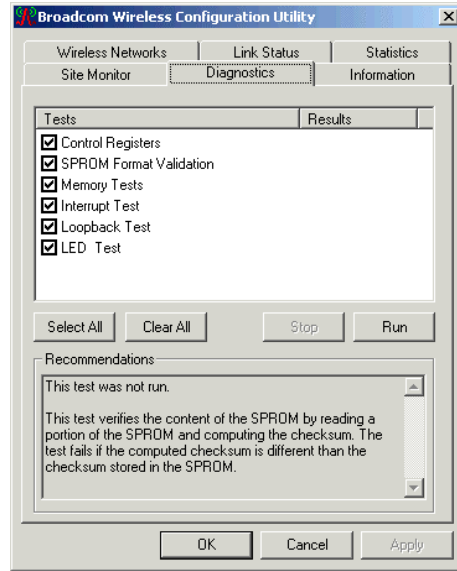 Broadcom Wireless Configuration Utility
Wireless Networks Link Status Statistics
Site Monitor Diagnostics Information
Tests Results
Control Registers
SPROM Format Validation
Memory Tests
Interrupt Test
Loopback Test
LED Test
Select All Clear All Stop Run
Recommendations
This test was not run.
This test verifies the content of the SPROM by reading a
portion of the SPROM and computing the checksum. The
test fails if the computed checksum is different than the
checksum stored in the SPROM.
OK Cancel Apply